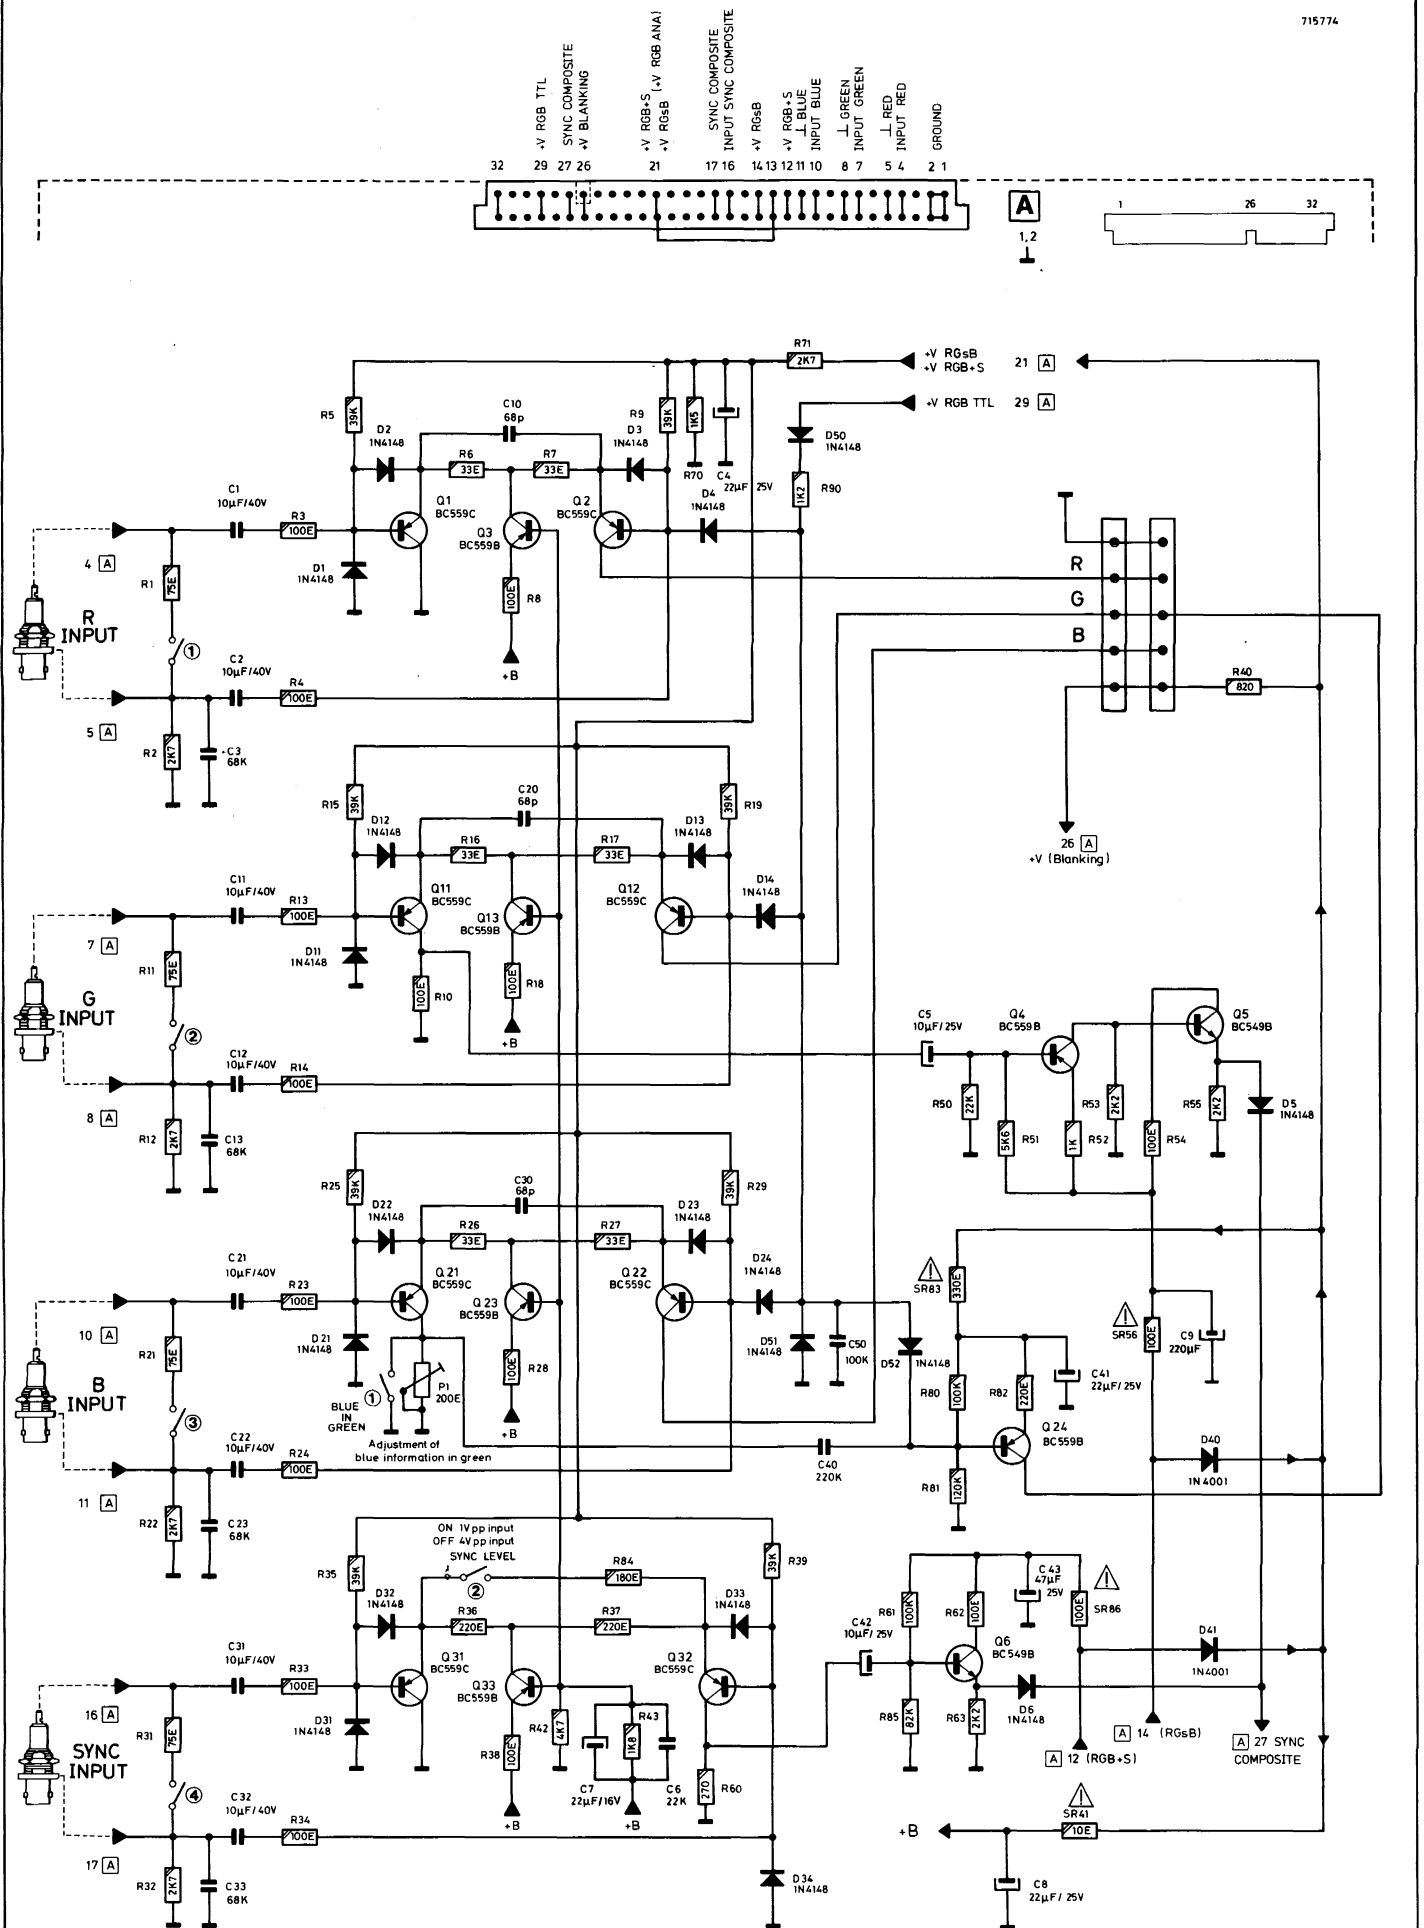 715774
+V RGB TTL
SYNC COMPOSITE
+V BLANKING
+V RGB+S (+V RGB ANA)
+V RGsB
SYNC COMPOSITE
INPUT SYNC COMPOSITE
+V RGsB
+V RGB+S
⊥ BLUE
INPUT BLUE
⊥ GREEN
INPUT GREEN
⊥ RED
INPUT RED
GROUND
32 29 27 26 21 17 16 14 13 12 11 10 8 7 5 4 2 1
A
1,2
1 26 32
R71
2K7
+V RGsB
+V RGB+S
21 A
+V RGB TTL 29 A
R5
39K
D2
1N4148
C10
68p
R9
39K
D3
1N4148
R6
33E
R7
33E
1K5
R70
C4
22µF 25V
D50
1N4148
1K2
R90
C1
10µF/40V
R3
100E
Q1
BC559C
Q3
BC559B
Q2
BC559C
D4
1N4148
4 A
R1
75E
D1
1N4148
100E
R8
+B
R
G
B
R INPUT
1
C2
10µF/40V
R4
100E
R40
820
5 A
R2
2K7
C3
68K
26 A
+V (Blanking)
R15
39K
D12
1N4148
C20
68p
39K
R19
D13
1N4148
R16
33E
R17
33E
C11
10µF/40V
R13
100E
Q11
BC559C
Q13
BC559B
Q12
BC559C
D14
1N4148
7 A
R11
75E
D11
1N4148
100E
R10
100E
R18
+B
G INPUT
2
C12
10µF/40V
R14
100E
8 A
R12
2K7
C13
68K
C5
10µF/25V
Q4
BC559B
Q5
BC549B
R50
22K
5K6
R51
1K
R52
R53
2K2
100E
R54
R55
2K2
D5
1N4148
R25
39K
D22
1N4148
C30
68p
39K
R29
D23
1N4148
R26
33E
R27
33E
C21
10µF/40V
R23
100E
Q21
BC559C
Q23
BC559B
Q22
BC559C
D24
1N4148
10 A
R21
75E
D21
1N4148
1
BLUE
IN
GREEN
P1
200E
100E
R28
+B
Adjustment of
blue information in green
D51
1N4148
C50
100K
D52
1N4148
SR83
330E
R80
100K
R82
220E
C41
22µF/25V
Q24
BC559B
SR56
100E
C9
220µF
B INPUT
3
C22
10µF/40V
R24
100E
C40
220K
R81
120K
D40
1N4001
11 A
R22
2K7
C23
68K
ON 1Vpp input
OFF 4Vpp input
SYNC LEVEL
2
R84
180E
R35
39K
D32
1N4148
R36
220E
R37
220E
D33
1N4148
39K
R39
C31
10µF/40V
R33
100E
Q31
BC559C
Q33
BC559B
Q32
BC559C
C42
10µF/25V
R61
100K
R62
100E
C43
47µF
25V
100E
SR86
Q6
BC549B
D41
1N4001
16 A
R31
75E
D31
1N4148
R38
100E
+B
R42
4K7
C7
22µF/16V
R43
1K8
+B
C6
22K
270
R60
R85
82K
R63
2K2
D6
1N4148
A 12 (RGB+S)
A 14 (RGsB)
A 27 SYNC
COMPOSITE
SYNC INPUT
4
C32
10µF/40V
R34
100E
17 A
R32
2K7
C33
68K
D34
1N4148
+B
SR41
10E
C8
22µF/25V